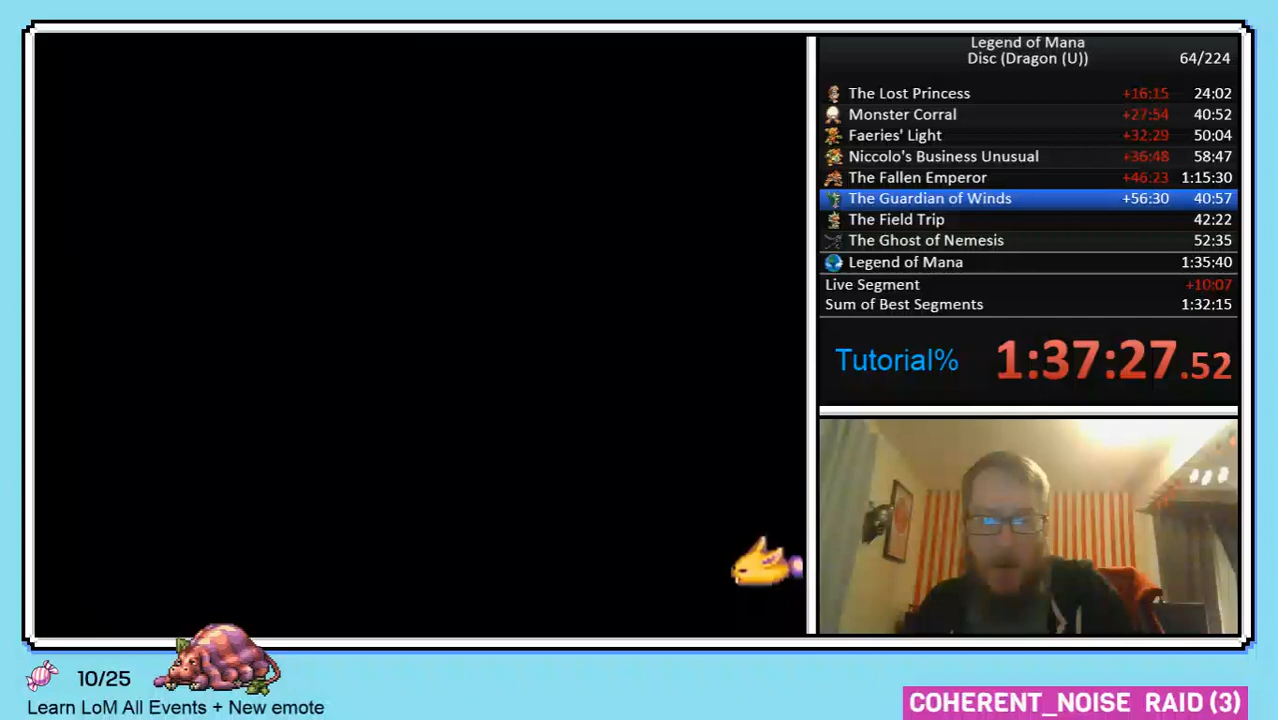 Legend of Mana
Disc (Dragon (U)) 64/224
The Lost Princess +16:15 24:02
Monster Corral +27:54 40:52
Faeries' Light +32:29 50:04
Niccolo's Business Unusual +36:48 58:47
The Fallen Emperor +46:23 1:15:30
The Guardian of Winds +56:30 40:57
The Field Trip 42:22
The Ghost of Nemesis 52:35
Legend of Mana 1:35:40
Live Segment +10:07
Sum of Best Segments 1:32:15
Tutorial% 1:37:27.52
10/25
Learn LoM All Events + New emote
COHERENT_NOISE RAID (3)